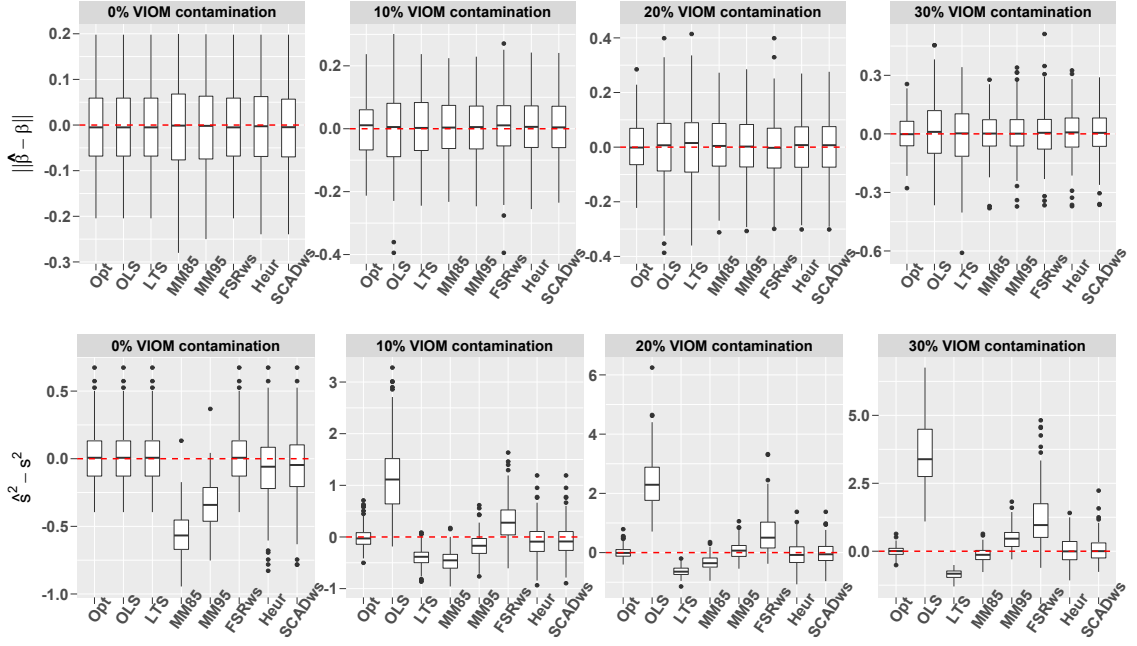 0% VIOM contamination 10% VIOM contamination 20% VIOM contamination 30% VIOM contamination
||β̂ − β||
0.2
0.1
0.0
-0.1
-0.2
-0.3
0.2
0.0
-0.2
-0.4
0.4
0.2
0.0
-0.2
-0.4
0.3
0.0
-0.3
-0.6
Opt OLS LTS MM85 MM95 FSRws Heur SCADws
Opt OLS LTS MM85 MM95 FSRws Heur SCADws
Opt OLS LTS MM85 MM95 FSRws Heur SCADws
Opt OLS LTS MM85 MM95 FSRws Heur SCADws
0% VIOM contamination 10% VIOM contamination 20% VIOM contamination 30% VIOM contamination
ŝ² − s²
0.5
0.0
-0.5
-1.0
3
2
1
0
-1
6
4
2
0
5.0
2.5
0.0
Opt OLS LTS MM85 MM95 FSRws Heur SCADws
Opt OLS LTS MM85 MM95 FSRws Heur SCADws
Opt OLS LTS MM85 MM95 FSRws Heur SCADws
Opt OLS LTS MM85 MM95 FSRws Heur SCADws